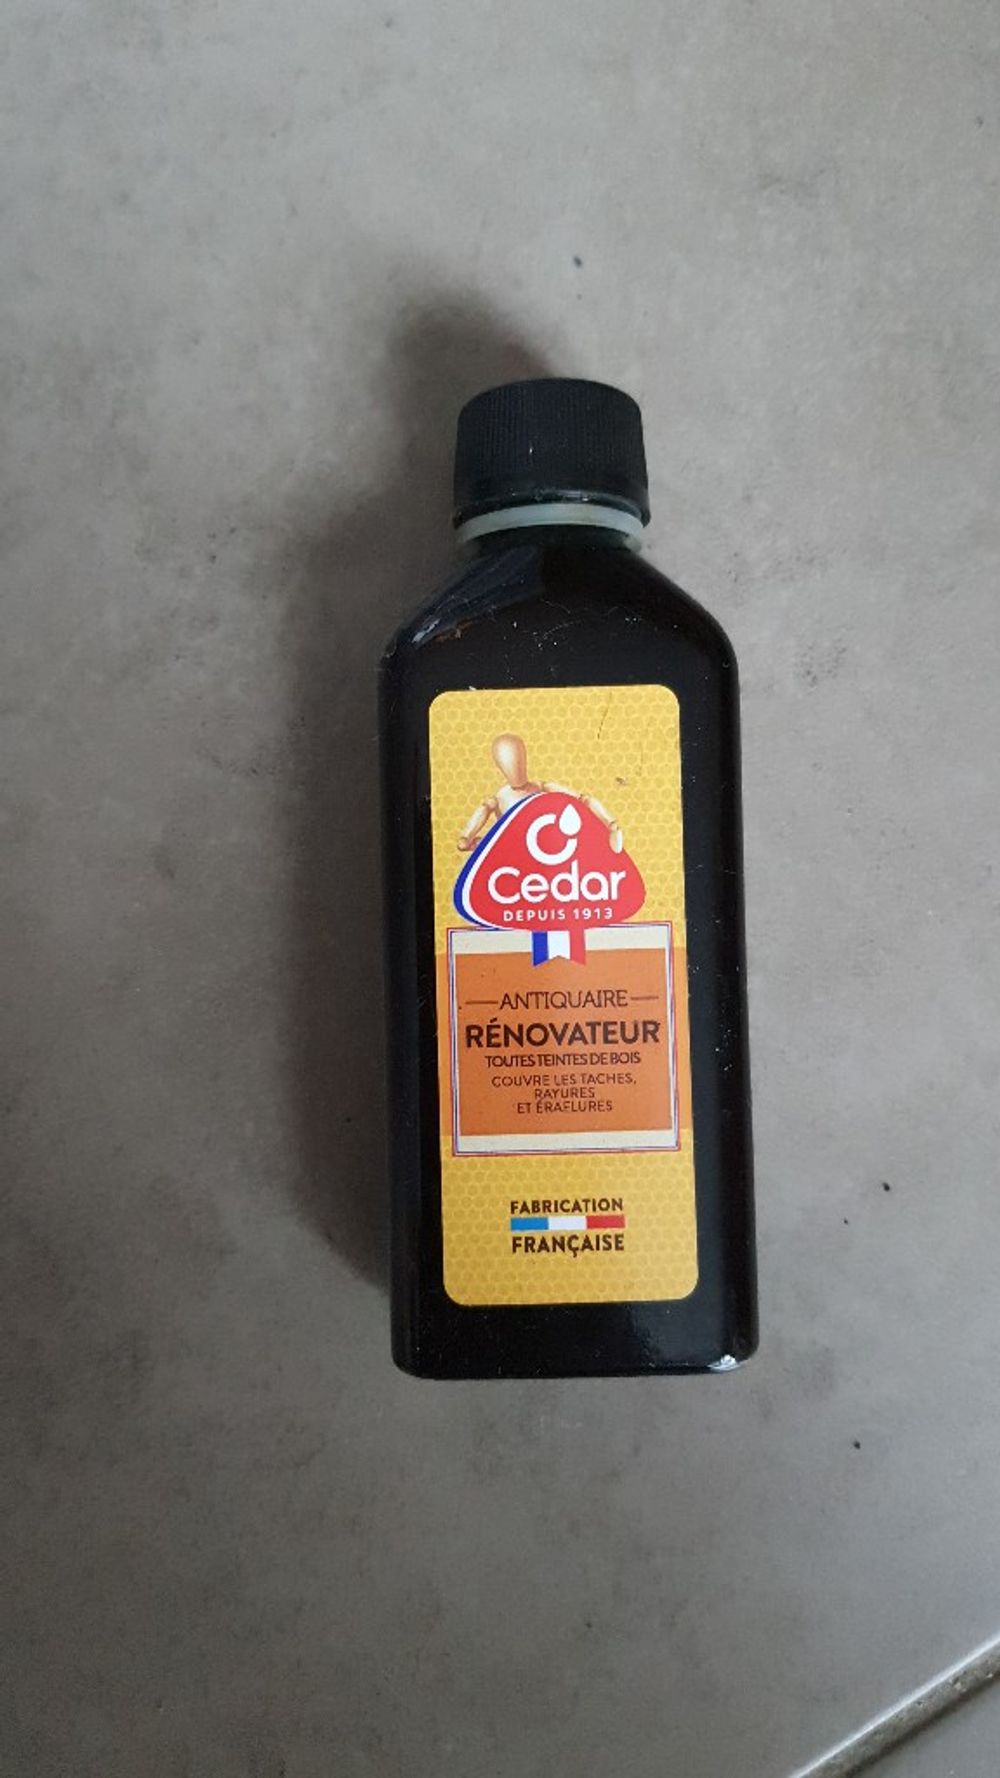 Cedar
DEPUIS 1913
ANTIQUAIRE
RÉNOVATEUR
TOUTES TEINTES DE BOIS
COUVRE LES TACHES,
RAYURES
ET ÉRAFLURES
FABRICATION
FRANÇAISE